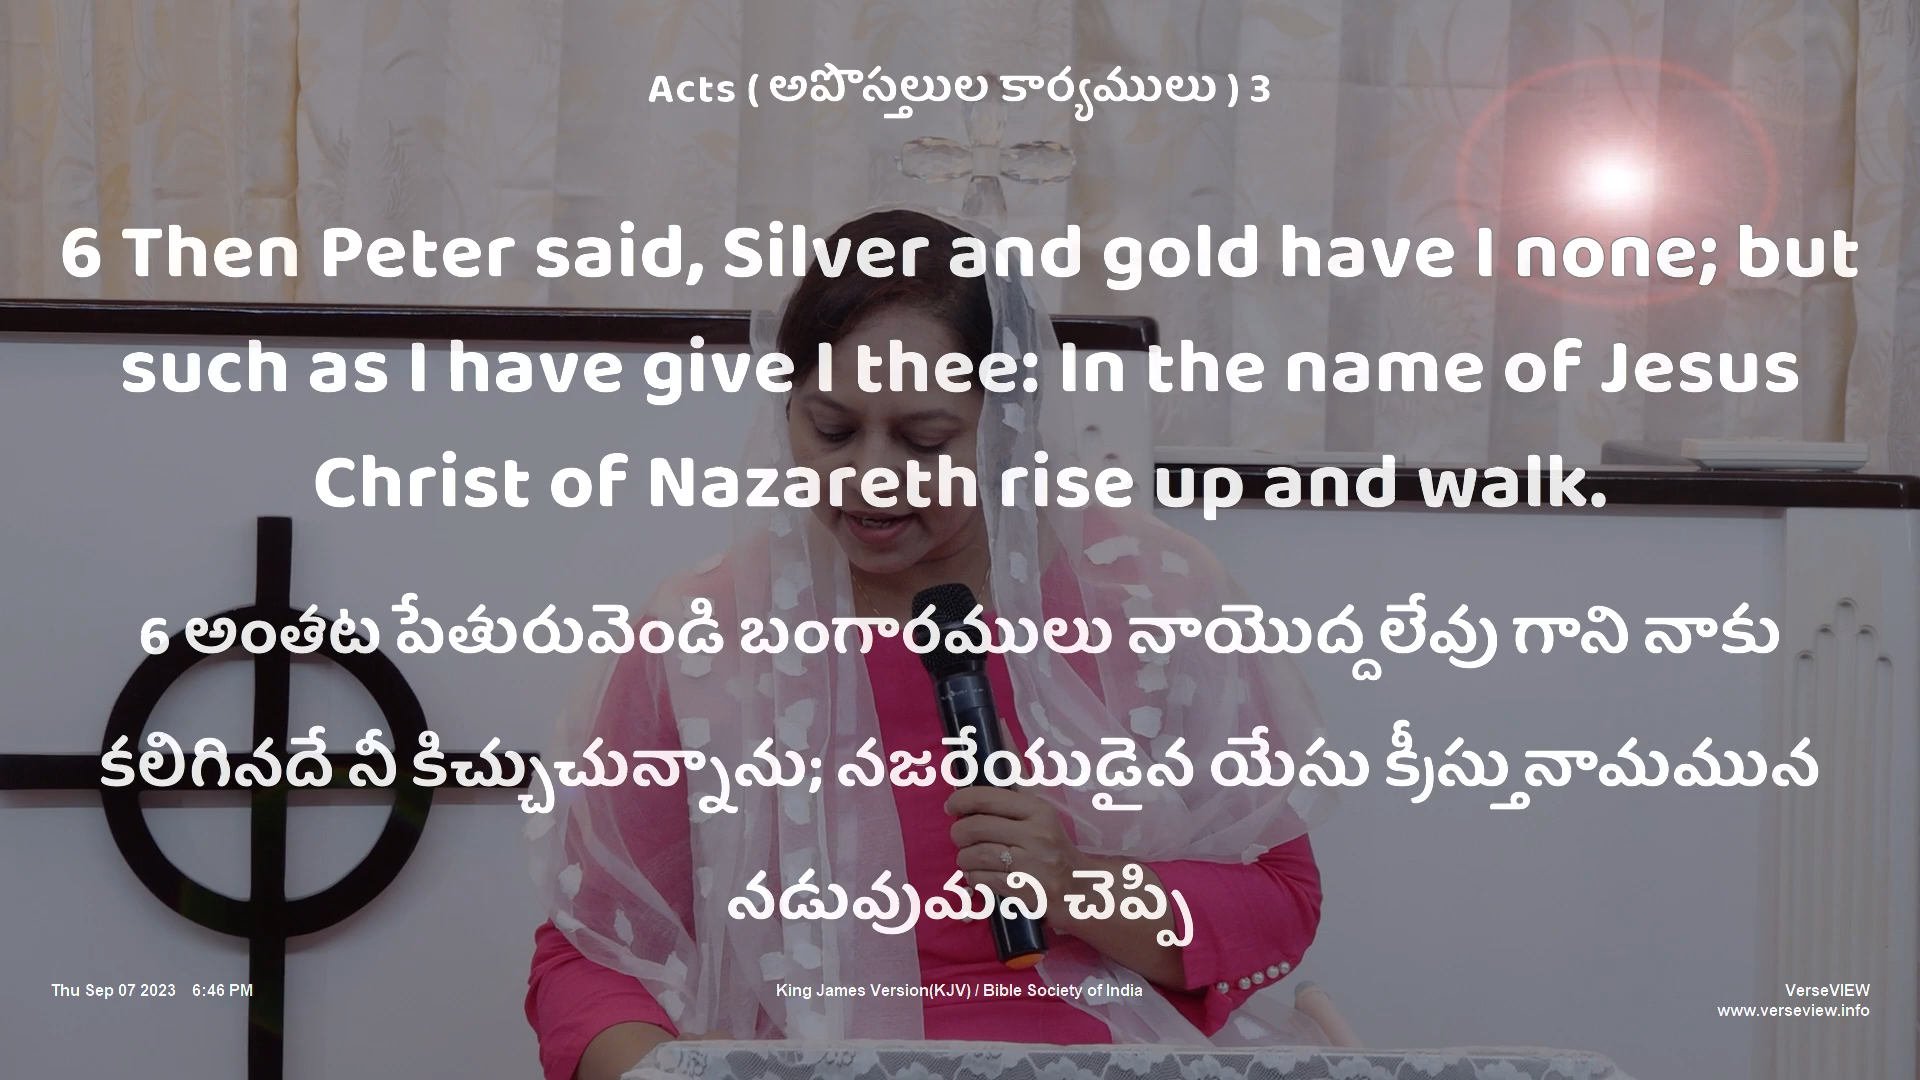 Acts ( అపొస్తలుల కార్యములు ) 3
6 Then Peter said, Silver and gold have I none; but
such as I have give I thee: In the name of Jesus
Christ of Nazareth rise up and walk.
6 అంతట పేతురువెండి బంగారములు నాయొద్దలేవు గాని నాకు
కలిగినదే నీ కిచ్చుచున్నాను; నజరేయుడైన యేసు క్రీస్తునామమున
నడువుమని చెప్పి
Thu Sep 07 2023 6:46 PM
King James Version(KJV) / Bible Society of India
VerseVIEW
www.verseview.info